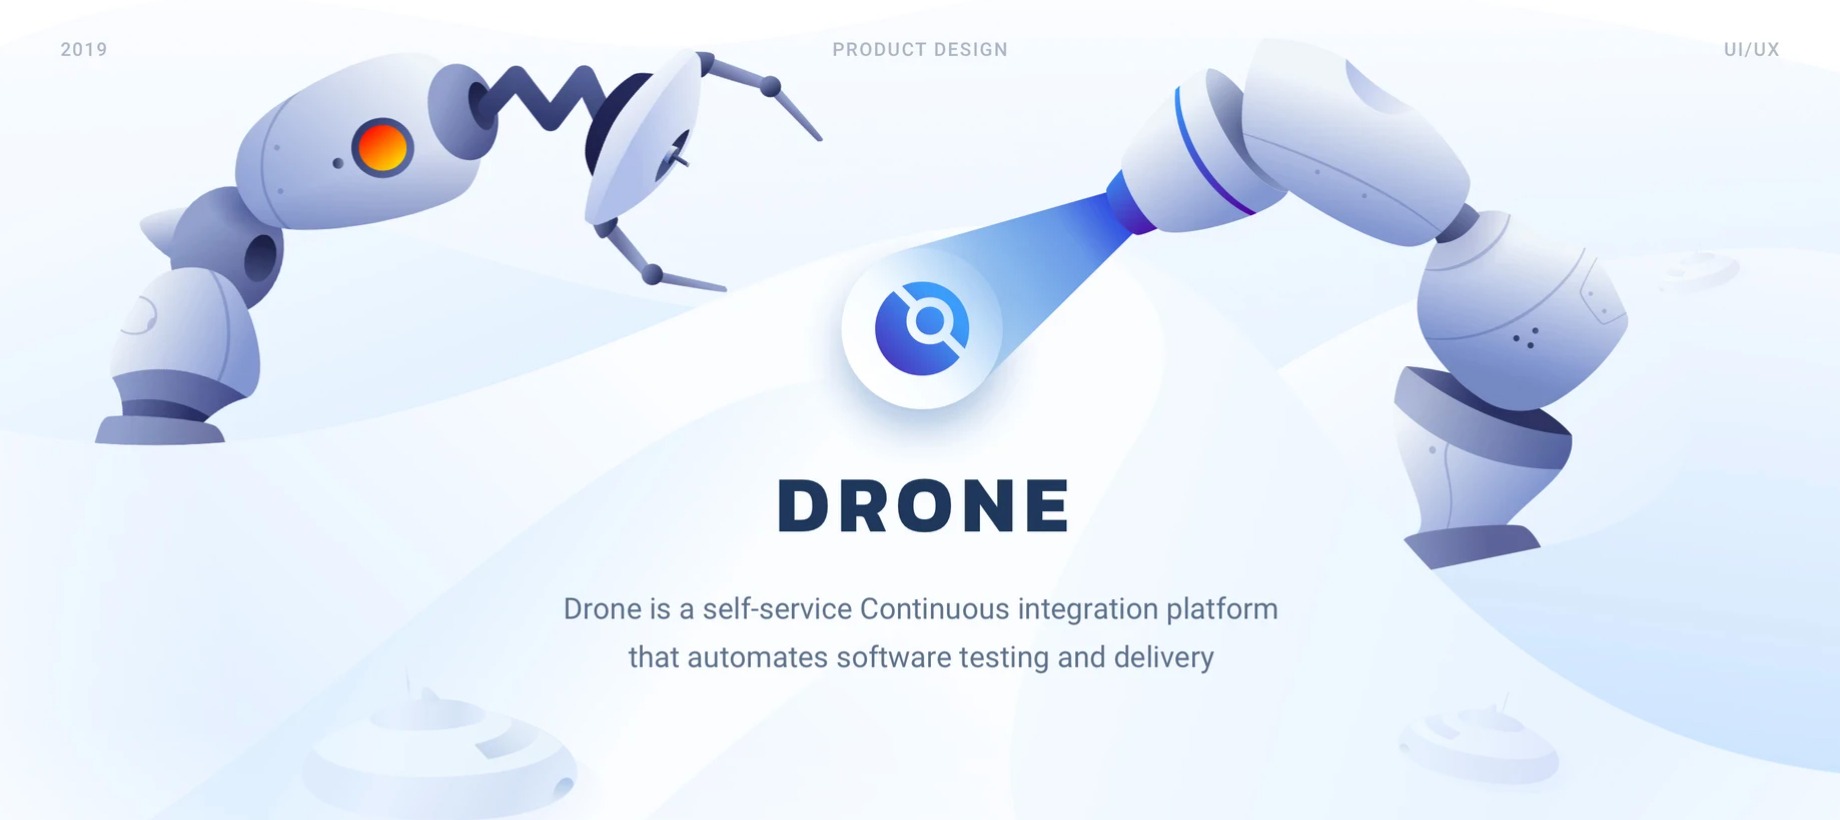 2019
PRODUCT DESIGN
UI/UX
DRONE
Drone is a self-service Continuous integration platform
that automates software testing and delivery